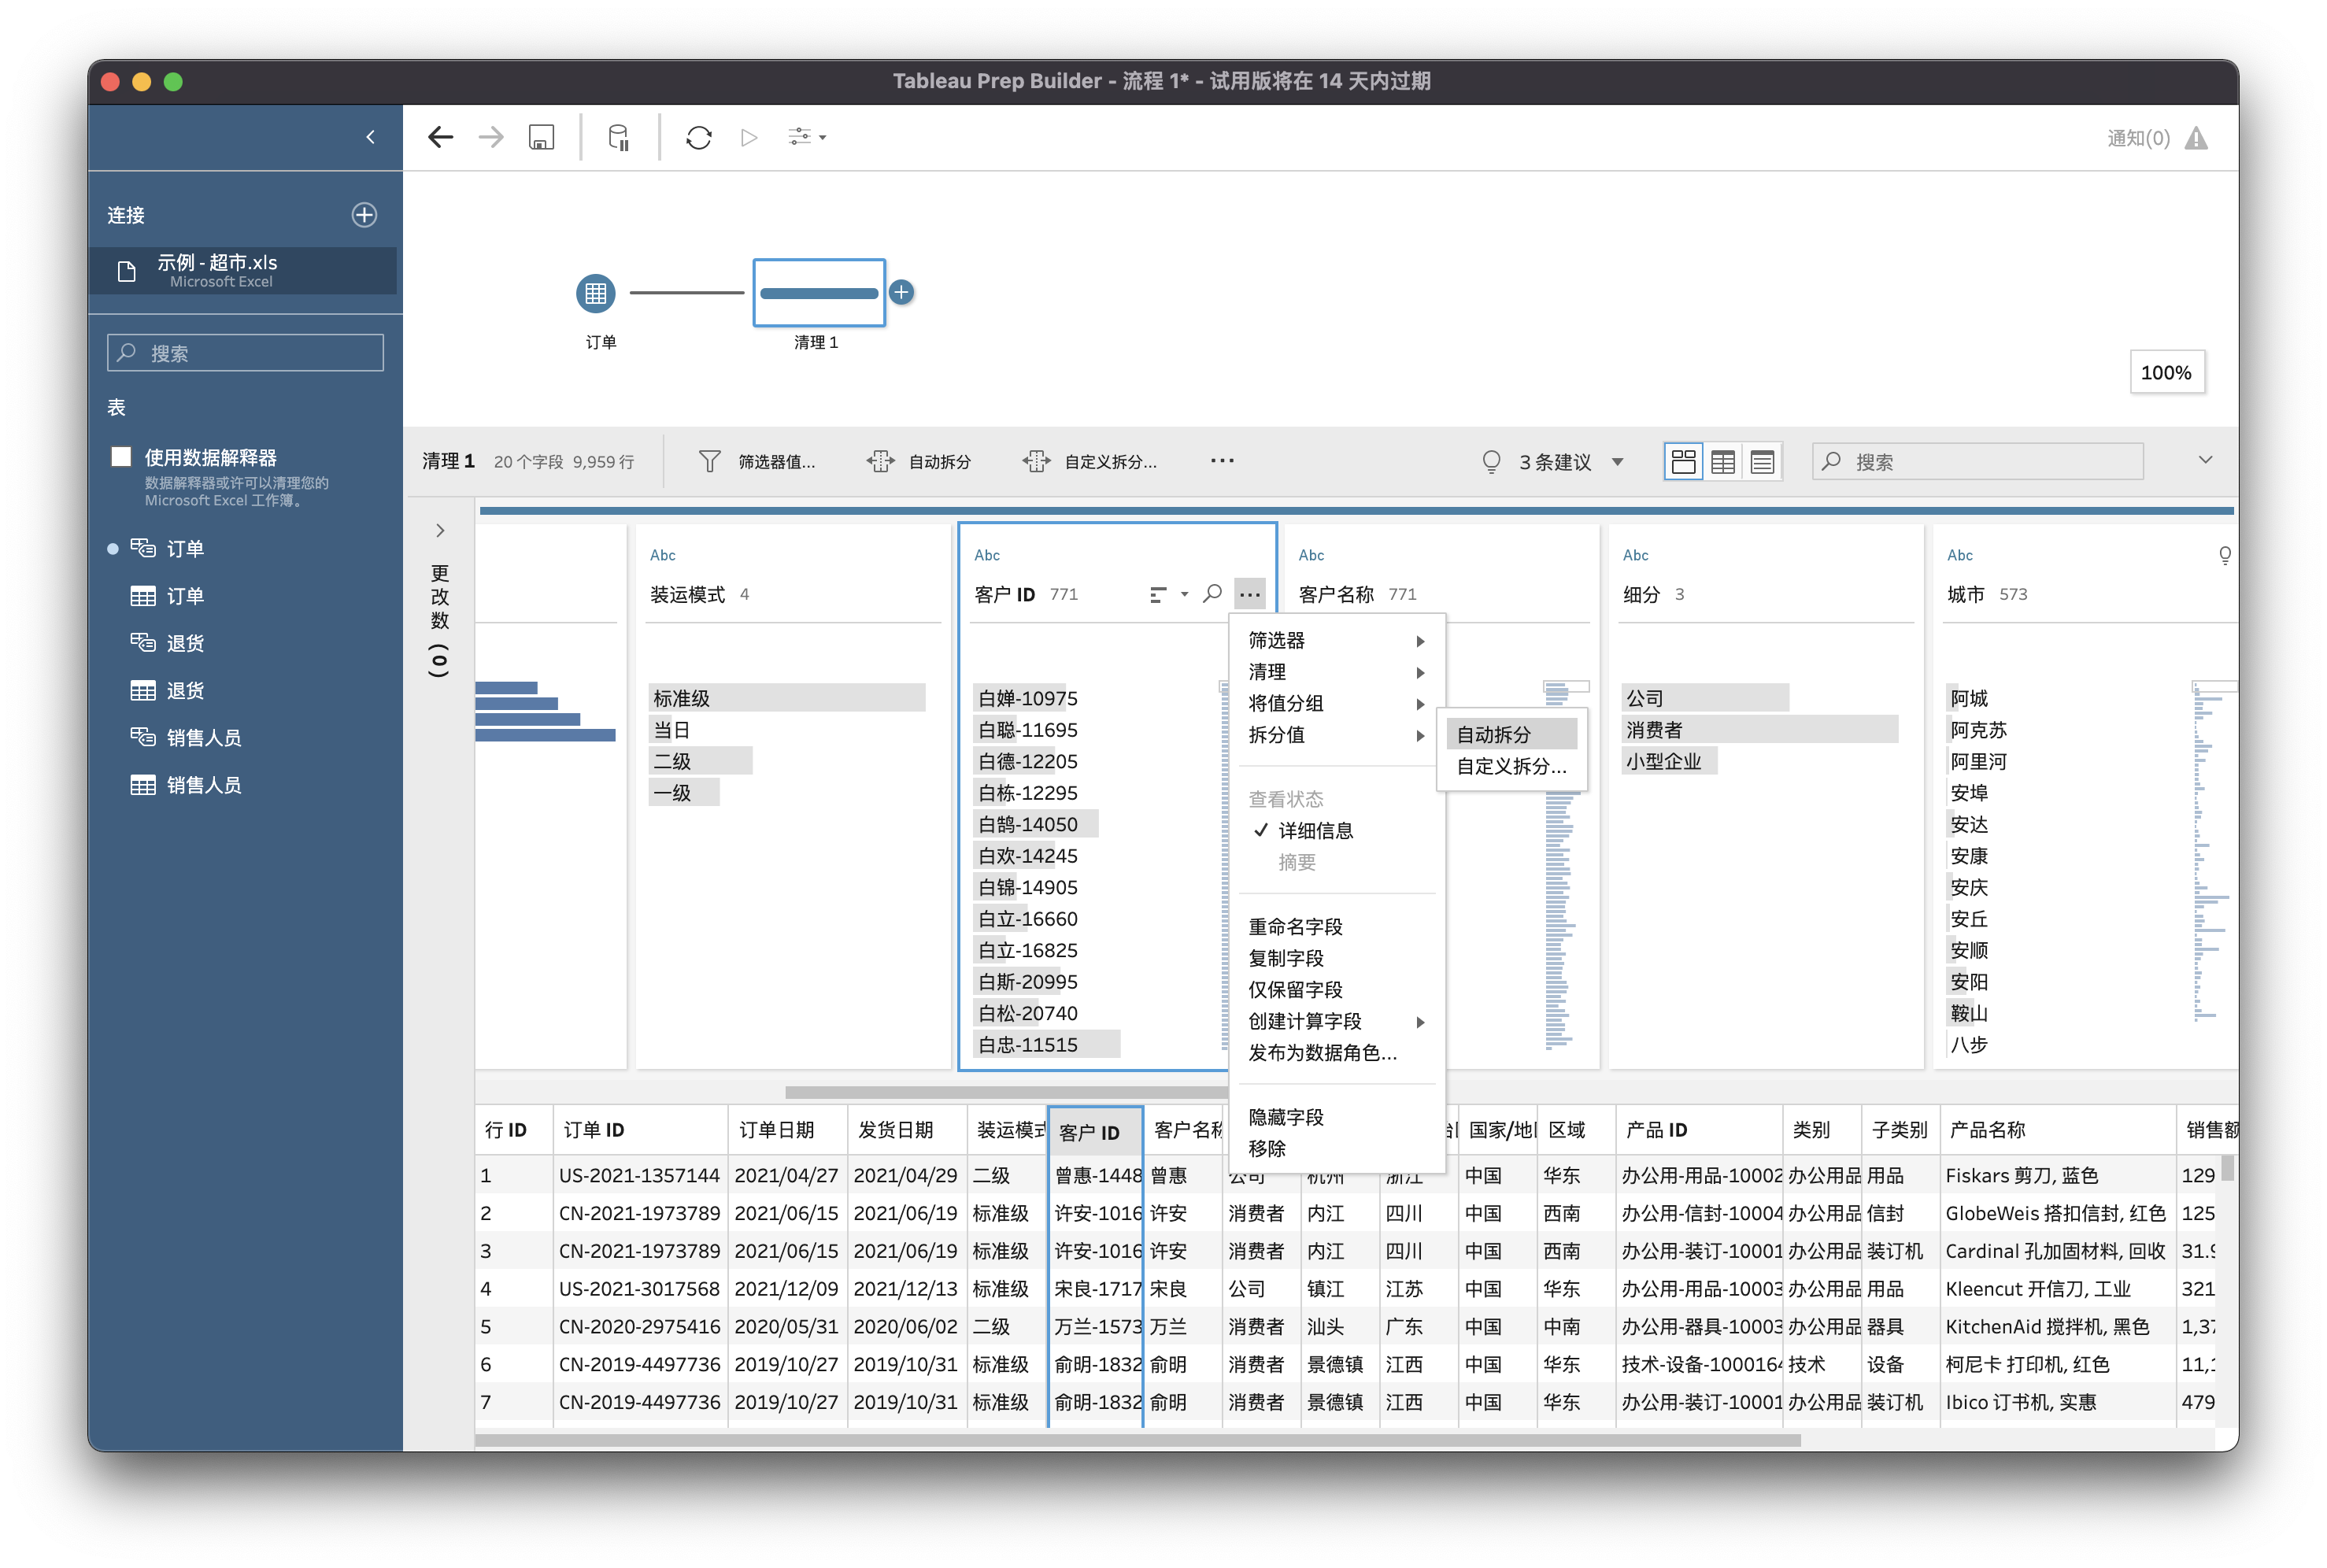 Tableau Prep Builder - 流程 1* - 试用版将在 14 天内过期
通知(0)
连接
示例 - 超市.xls
Microsoft Excel
搜索
表
使用数据解释器
数据解释器或许可以清理您的
Microsoft Excel 工作簿。
订单
订单
退货
退货
销售人员
销售人员
订单
清理 1
100%
清理 1 20 个字段 9,959 行
筛选器值...
自动拆分
自定义拆分...
3 条建议
搜索
更改数 (0)
Abc
装运模式 4
标准级
当日
二级
一级
Abc
客户 ID 771
白婵-10975
白聪-11695
白德-12205
白栋-12295
白鹄-14050
白欢-14245
白锦-14905
白立-16660
白立-16825
白斯-20995
白松-20740
白忠-11515
Abc
客户名称 771
筛选器
清理
将值分组
拆分值
自动拆分
自定义拆分...
查看状态
详细信息
摘要
重命名字段
复制字段
仅保留字段
创建计算字段
发布为数据角色...
隐藏字段
移除
Abc
细分 3
公司
消费者
小型企业
Abc
城市 573
阿城
阿克苏
阿里河
安埠
安达
安康
安庆
安丘
安顺
安阳
鞍山
八步
行 ID 订单 ID 订单日期 发货日期 装运模式 客户 ID 客户名称 国家/地 区域 产品 ID 类别 子类别 产品名称 销售额
1 US-2021-1357144 2021/04/27 2021/04/29 二级 曾惠-1448 曾惠 公司 杭州 浙江 中国 华东 办公用-用品-10002 办公用品 用品 Fiskars 剪刀, 蓝色 129
2 CN-2021-1973789 2021/06/15 2021/06/19 标准级 许安-1016 许安 消费者 内江 四川 中国 西南 办公用-信封-10004 办公用品 信封 GlobeWeis 搭扣信封, 红色 125
3 CN-2021-1973789 2021/06/15 2021/06/19 标准级 许安-1016 许安 消费者 内江 四川 中国 西南 办公用-装订-10001 办公用品 装订机 Cardinal 孔加固材料, 回收 31.9
4 US-2021-3017568 2021/12/09 2021/12/13 标准级 宋良-1717 宋良 公司 镇江 江苏 中国 华东 办公用-用品-10003 办公用品 用品 Kleencut 开信刀, 工业 321
5 CN-2020-2975416 2020/05/31 2020/06/02 二级 万兰-1573 万兰 消费者 汕头 广东 中国 中南 办公用-器具-10003 办公用品 器具 KitchenAid 搅拌机, 黑色 1,37
6 CN-2019-4497736 2019/10/27 2019/10/31 标准级 俞明-1832 俞明 消费者 景德镇 江西 中国 华东 技术-设备-1000164 技术 设备 柯尼卡 打印机, 红色 11,1
7 CN-2019-4497736 2019/10/27 2019/10/31 标准级 俞明-1832 俞明 消费者 景德镇 江西 中国 华东 办公用-装订-10001 办公用品 装订机 Ibico 订书机, 实惠 479